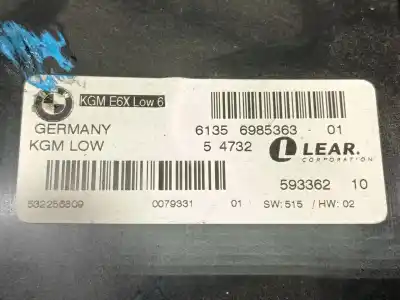 KGM E6X Low 6
GERMANY 6135 6985363 01
KGM LOW 5 4732 LEAR.
CORPORATION
593362 10
532256809 0079331 01 SW: 515 / HW: 02